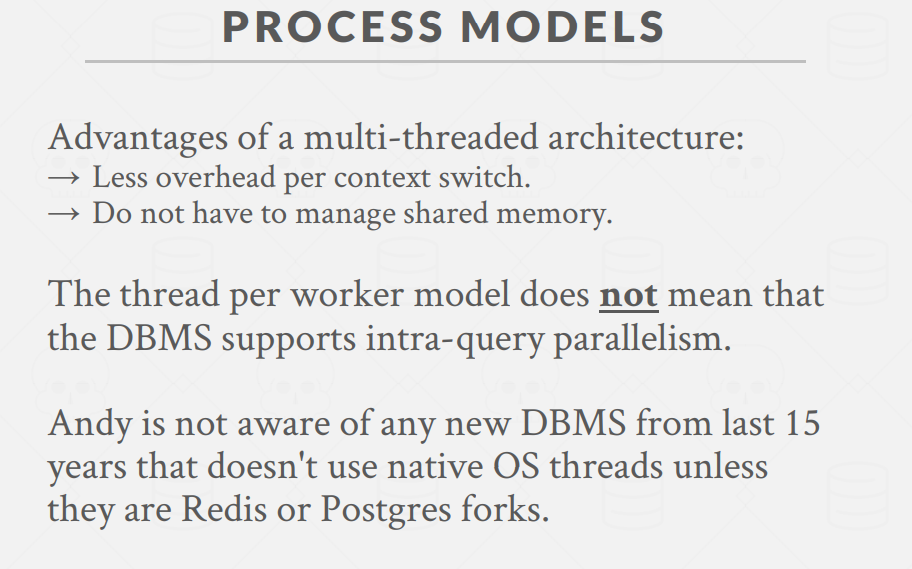 PROCESS MODELS
Advantages of a multi-threaded architecture:
→ Less overhead per context switch.
→ Do not have to manage shared memory.
The thread per worker model does not mean that
the DBMS supports intra-query parallelism.
Andy is not aware of any new DBMS from last 15
years that doesn't use native OS threads unless
they are Redis or Postgres forks.